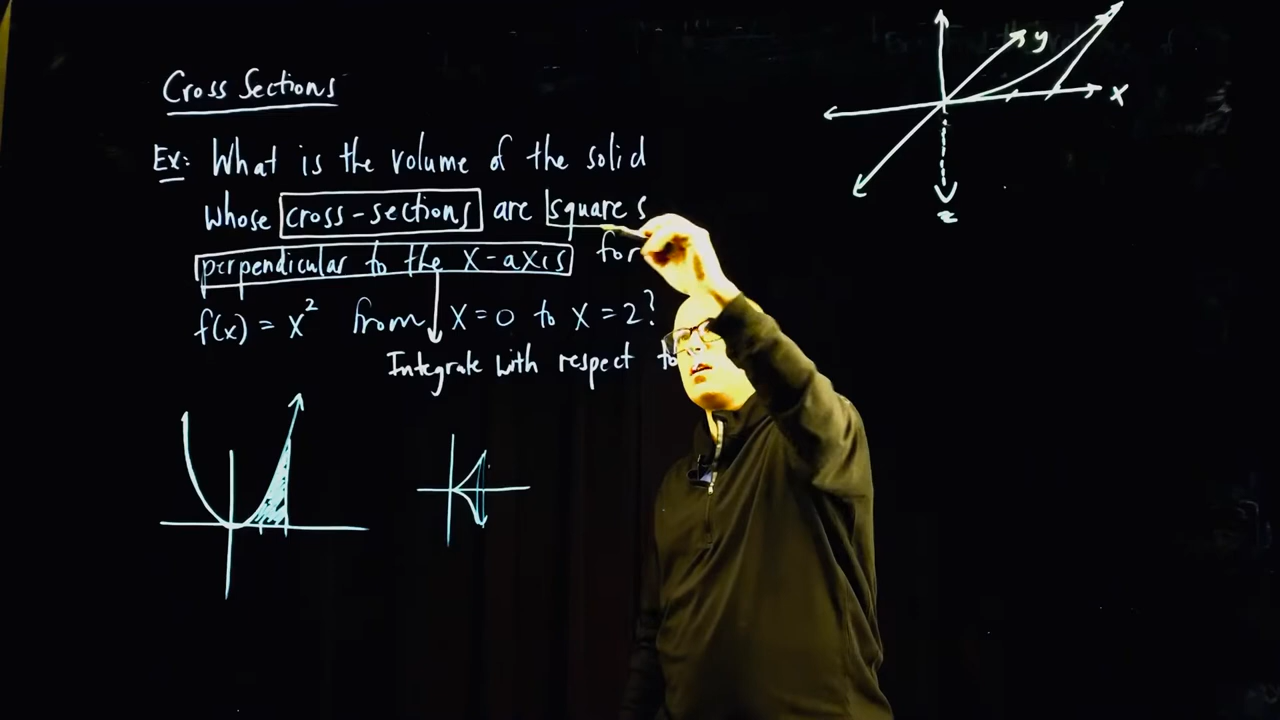 Cross Sections
Ex: What is the volume of the solid
whose cross-sections are squares
perpendicular to the x-axis for
f(x) = x² from x = 0 to x = 2?
Integrate with respect to
y
x
z